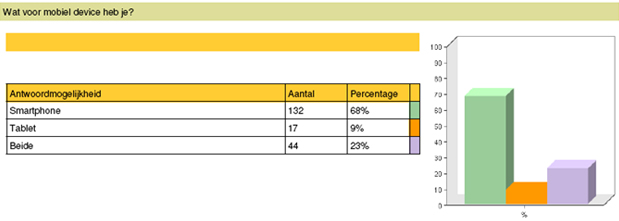 Wat voor mobiel device heb je?
Antwoordmogelijkheid Aantal Percentage
Smartphone 132 68%
Tablet 17 9%
Beide 44 23%
100
90
80
70
60
50
40
30
20
10
0
%